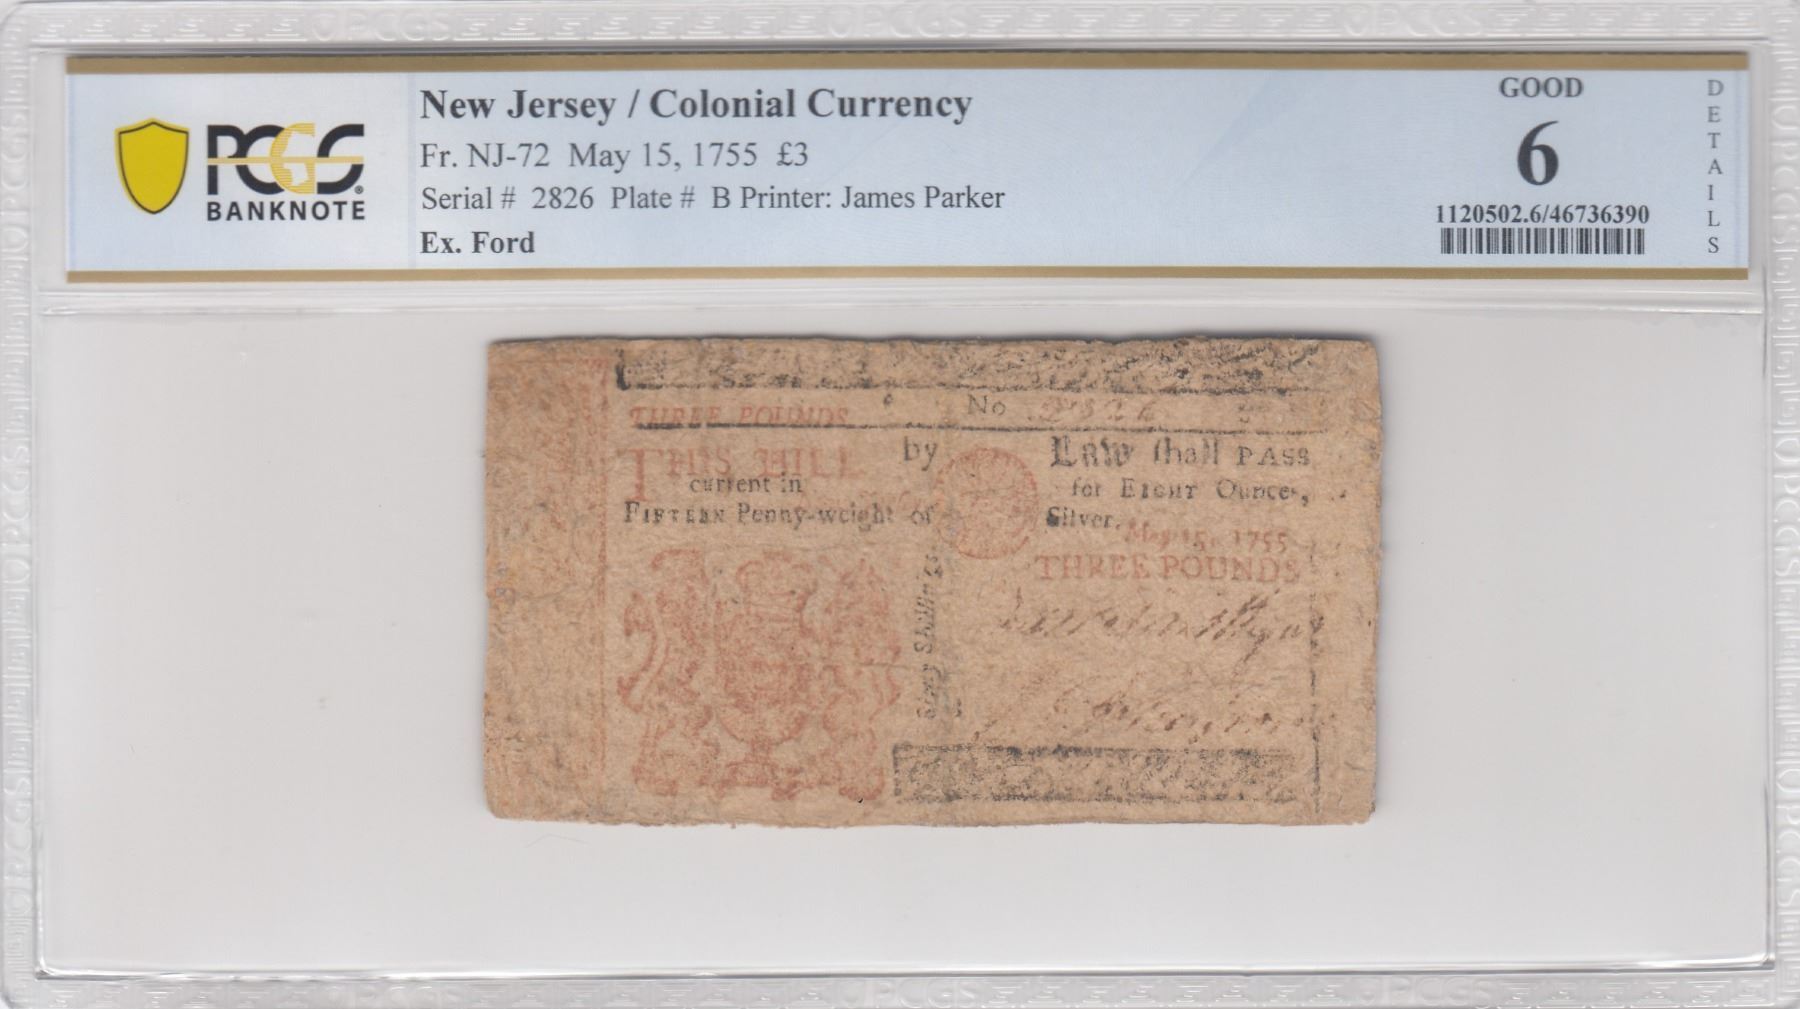 PCGS BANKNOTE
New Jersey / Colonial Currency
Fr. NJ-72 May 15, 1755 £3
Serial # 2826 Plate # B Printer: James Parker
Ex. Ford
GOOD
6
1120502.6/46736390
DETAILS
THREE POUNDS No 2826
THIS BILL by LAW shall PASS
current in for EIGHT Ounces,
FIFTEEN Penny-weight of Silver.
May 15, 1755
THREE POUNDS